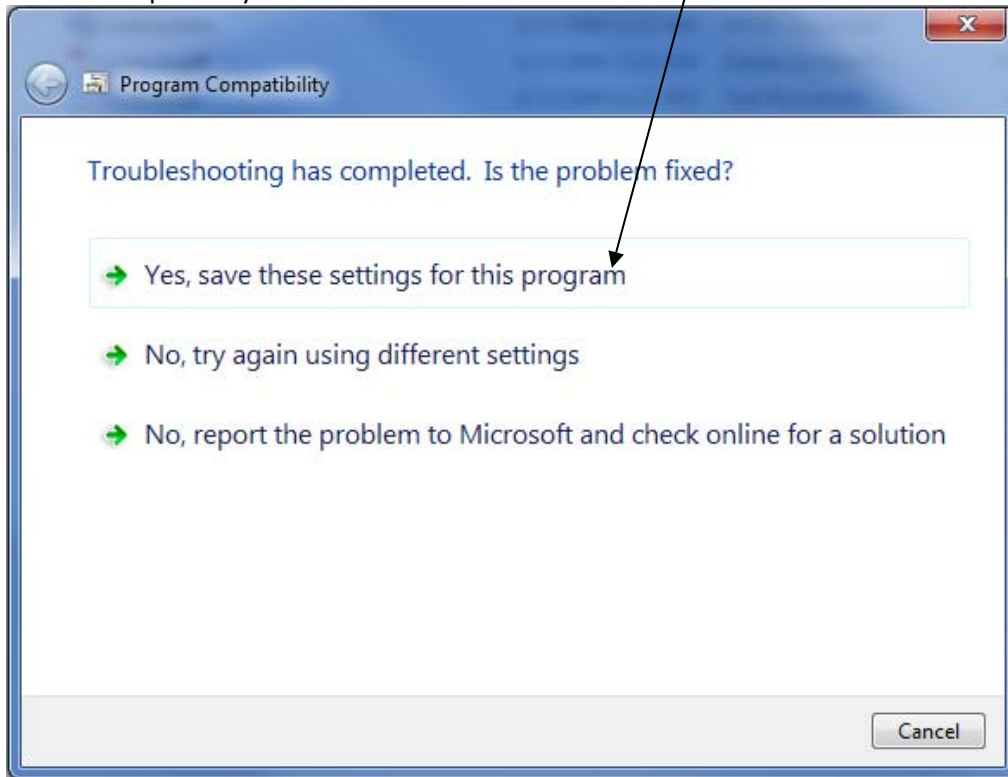 Program Compatibility
Troubleshooting has completed. Is the problem fixed?
Yes, save these settings for this program
No, try again using different settings
No, report the problem to Microsoft and check online for a solution
Cancel